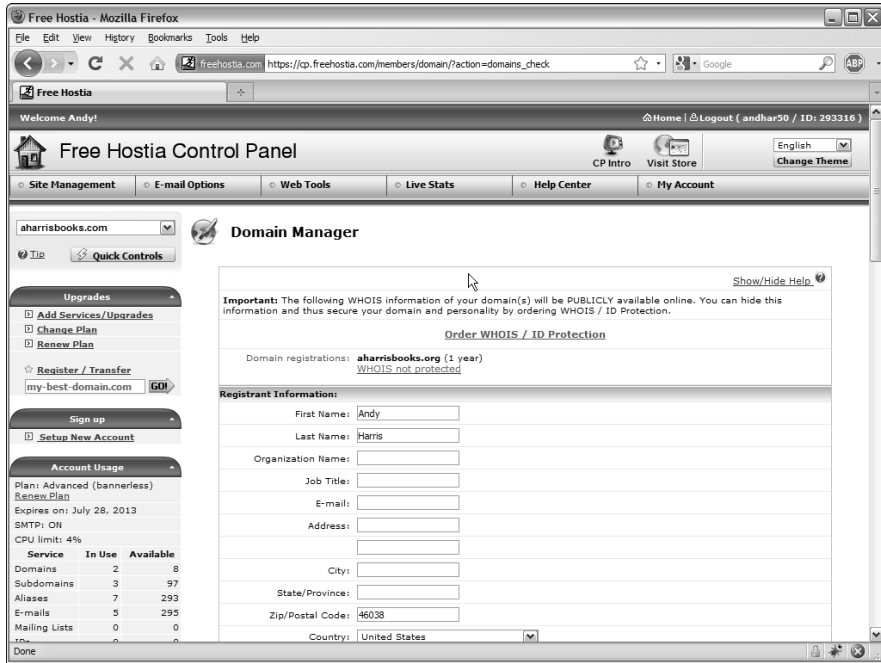 Free Hostia - Mozilla Firefox
File Edit View History Bookmarks Tools Help
freehostia.com https://cp.freehostia.com/members/domain/?action=domains_check
Google
ABP
Free Hostia
Welcome Andy!
Home | Logout ( andhar50 / ID: 293316 )
Free Hostia Control Panel
CP Intro
Visit Store
English
Change Theme
Site Management
E-mail Options
Web Tools
Live Stats
Help Center
My Account
aharrisbooks.com
Tip
Quick Controls
Upgrades
Add Services/Upgrades
Change Plan
Renew Plan
Register / Transfer
my-best-domain.com GO!
Sign up
Setup New Account
Account Usage
Plan: Advanced (bannerless)
Renew Plan
Expires on: July 28, 2013
SMTP: ON
CPU limit: 4%
Service In Use Available
Domains 2 8
Subdomains 3 97
Aliases 7 293
E-mails 5 295
Mailing Lists 0 0
Domain Manager
Show/Hide Help
Important: The following WHOIS information of your domain(s) will be PUBLICLY available online. You can hide this
information and thus secure your domain and personality by ordering WHOIS / ID Protection.
Order WHOIS / ID Protection
Domain registrations: aharrisbooks.org (1 year)
WHOIS not protected
Registrant Information:
First Name: Andy
Last Name: Harris
Organization Name:
Job Title:
E-mail:
Address:
City:
State/Province:
Zip/Postal Code: 46038
Country: United States
Done